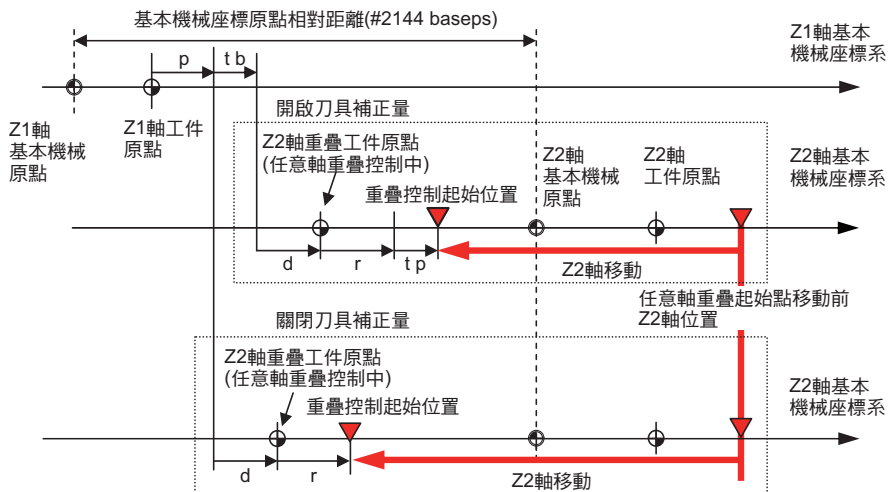 基本機械座標原點相對距離(#2144 baseps)
Z1軸基本
機械座標系
p
t b
Z1軸
基本機械
原點
Z1軸工件
原點
開啟刀具補正量
Z2軸重疊工件原點
(任意軸重疊控制中)
重疊控制起始位置
Z2軸
基本機械
原點
Z2軸
工件原點
Z2軸基本
機械座標系
d
r
t p
Z2軸移動
任意軸重疊起始點移動前
Z2軸位置
關閉刀具補正量
Z2軸重疊工件原點
(任意軸重疊控制中)
重疊控制起始位置
Z2軸基本
機械座標系
d
r
Z2軸移動